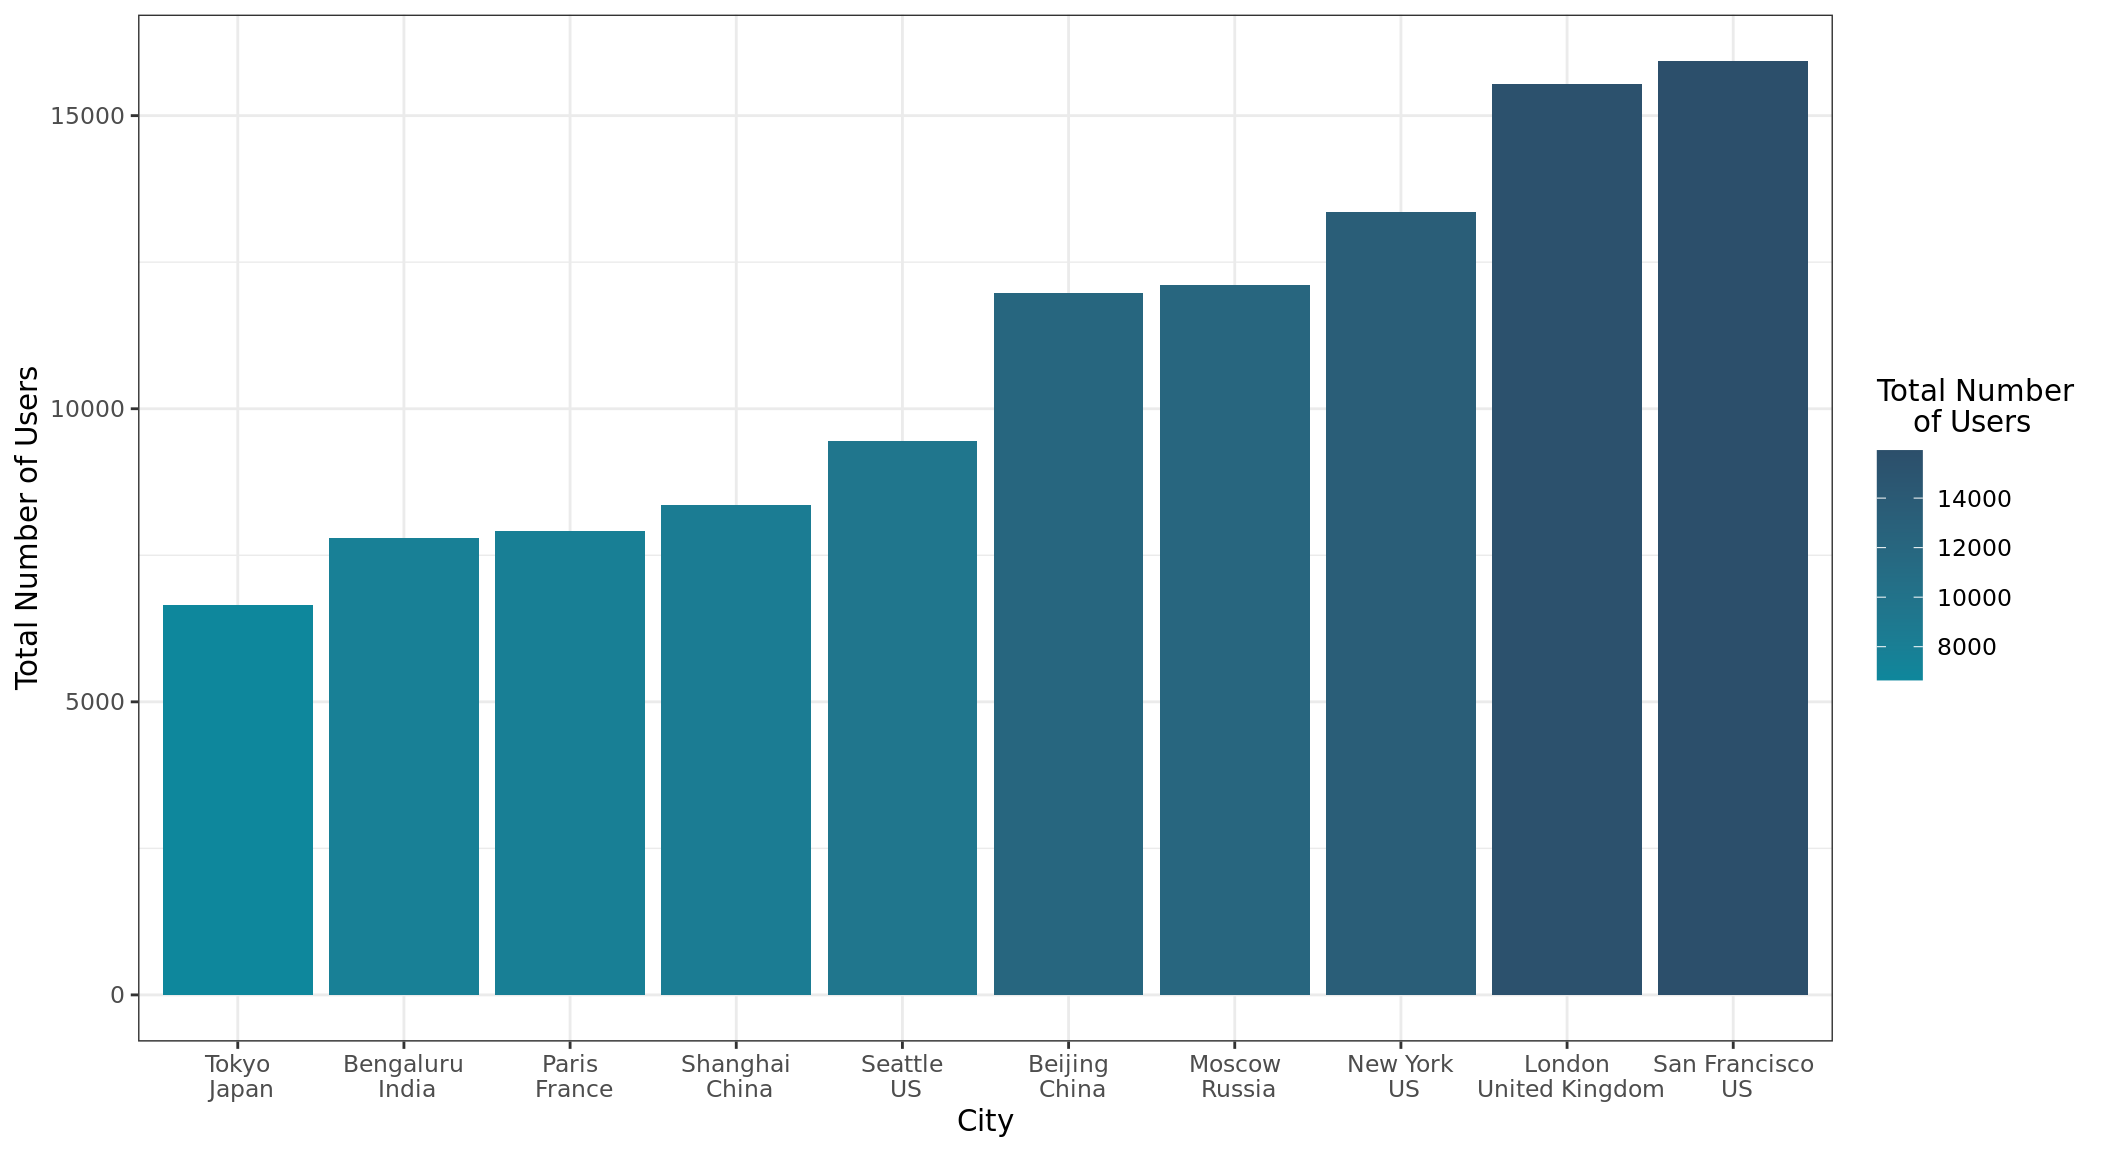 Total Number of Users
15000
10000
5000
0
Tokyo
Japan
Bengaluru
India
Paris
France
Shanghai
China
Seattle
US
Beijing
China
Moscow
Russia
New York
US
London
United Kingdom
San Francisco
US
City
Total Number
of Users
14000
12000
10000
8000